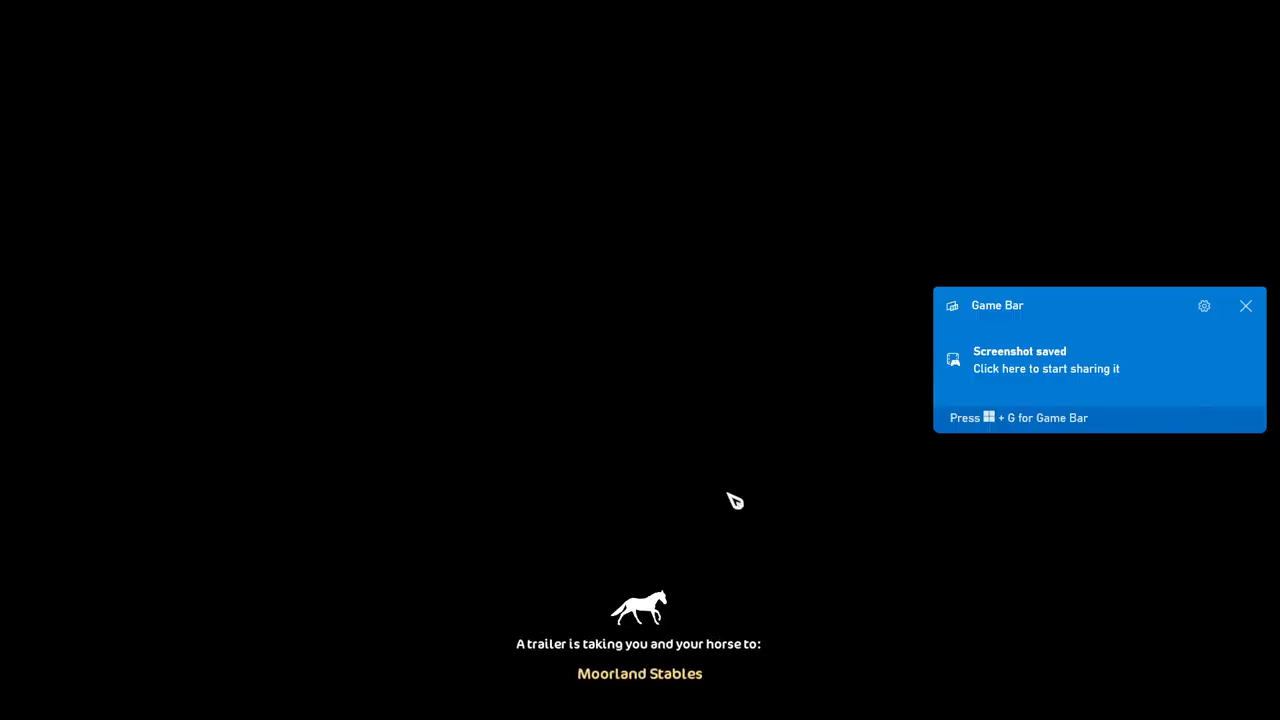 Game Bar
Screenshot saved
Click here to start sharing it
Press + G for Game Bar
A trailer is taking you and your horse to:
Moorland Stables